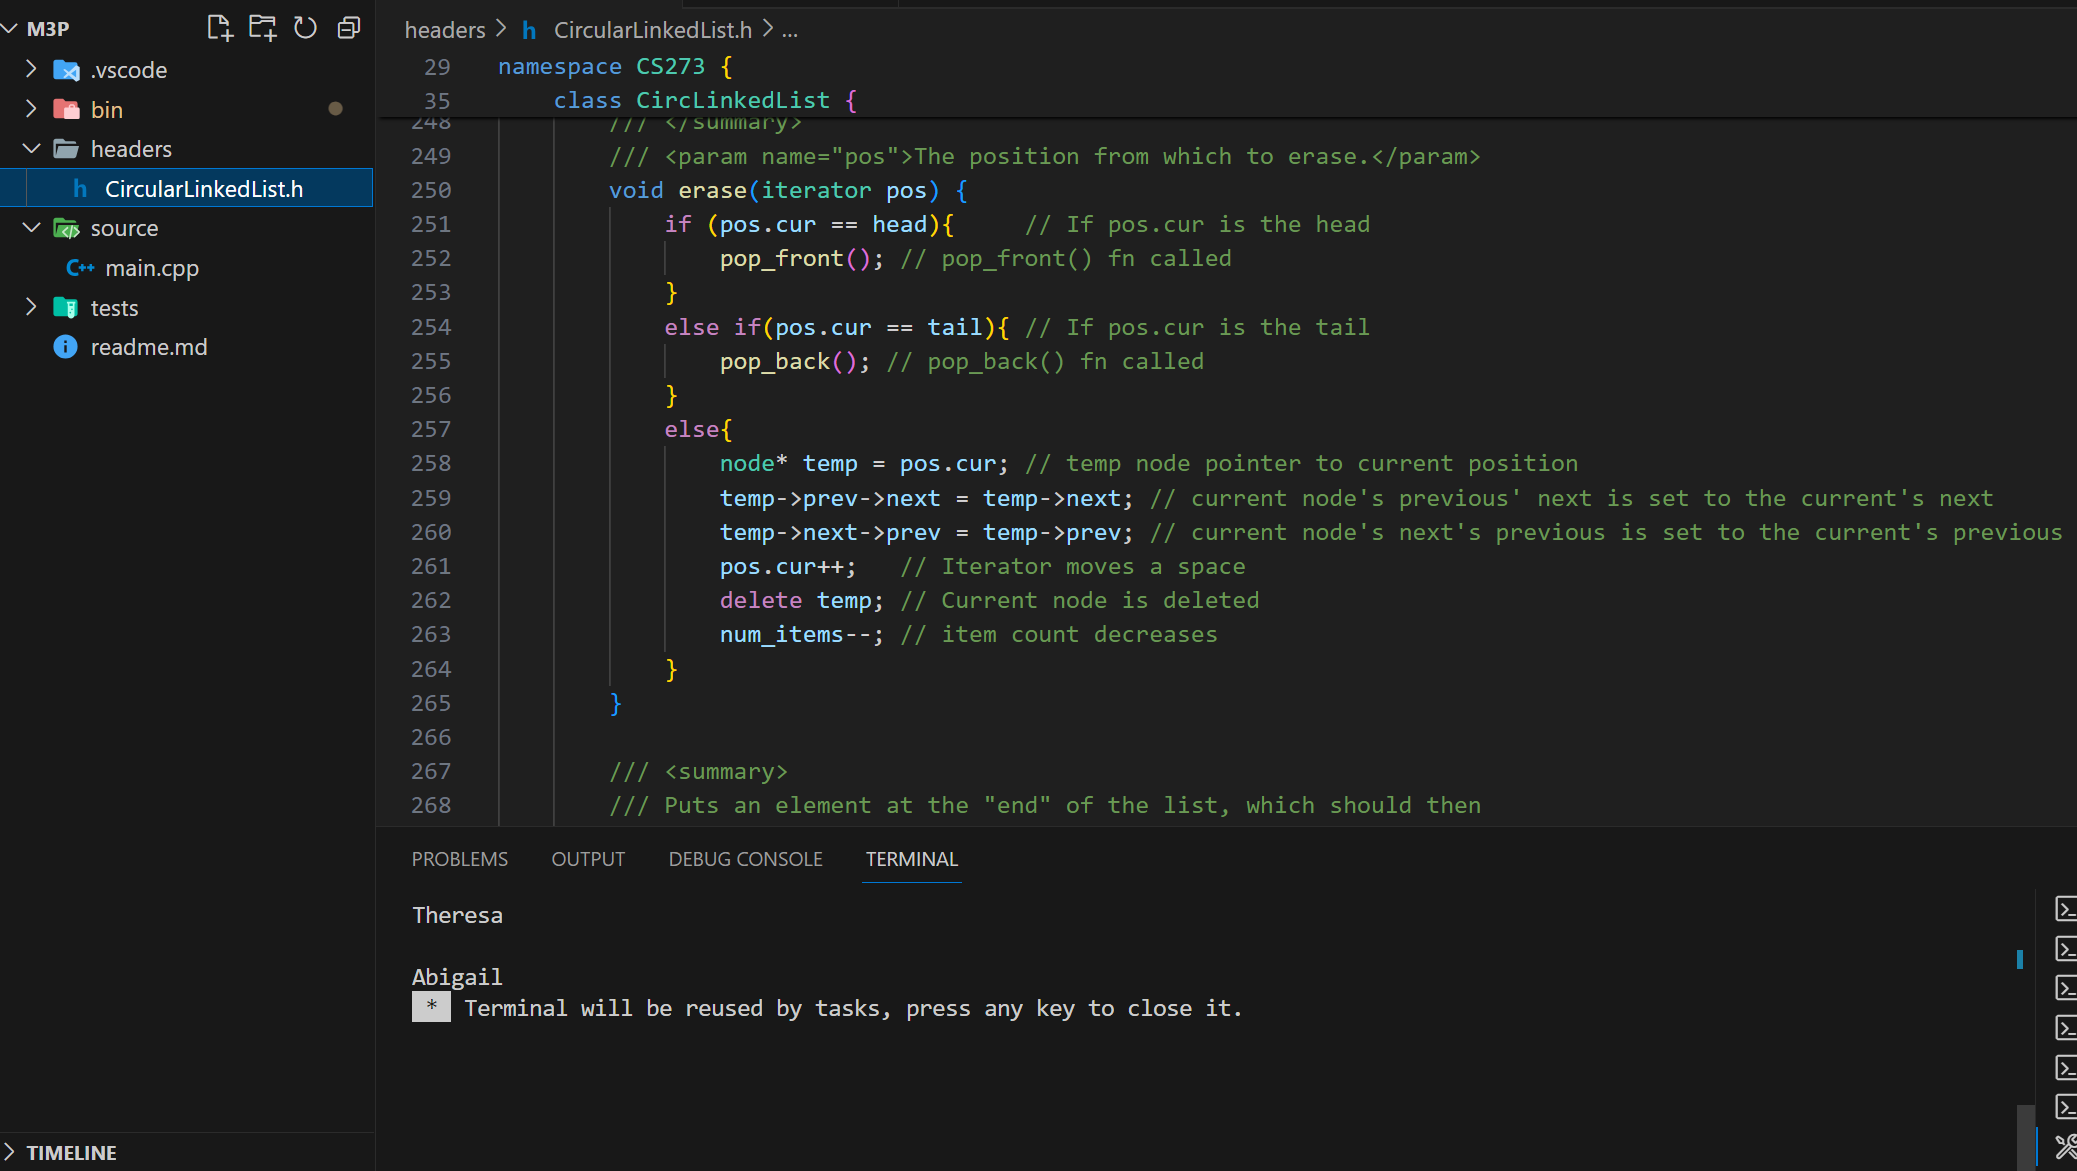 M3P
.vscode
bin
headers
h CircularLinkedList.h
source
C++ main.cpp
tests
readme.md
TIMELINE
headers > h CircularLinkedList.h > ...
29 namespace CS273 {
35 class CircLinkedList {
248 /// </summary>
249 /// <param name="pos">The position from which to erase.</param>
250 void erase(iterator pos) {
251 if (pos.cur == head){ // If pos.cur is the head
252 pop_front(); // pop_front() fn called
253 }
254 else if(pos.cur == tail){ // If pos.cur is the tail
255 pop_back(); // pop_back() fn called
256 }
257 else{
258 node* temp = pos.cur; // temp node pointer to current position
259 temp->prev->next = temp->next; // current node's previous' next is set to the current's next
260 temp->next->prev = temp->prev; // current node's next's previous is set to the current's previous
261 pos.cur++; // Iterator moves a space
262 delete temp; // Current node is deleted
263 num_items--; // item count decreases
264 }
265 }
266
267 /// <summary>
268 /// Puts an element at the "end" of the list, which should then
PROBLEMS OUTPUT DEBUG CONSOLE TERMINAL
Theresa
Abigail
* Terminal will be reused by tasks, press any key to close it.